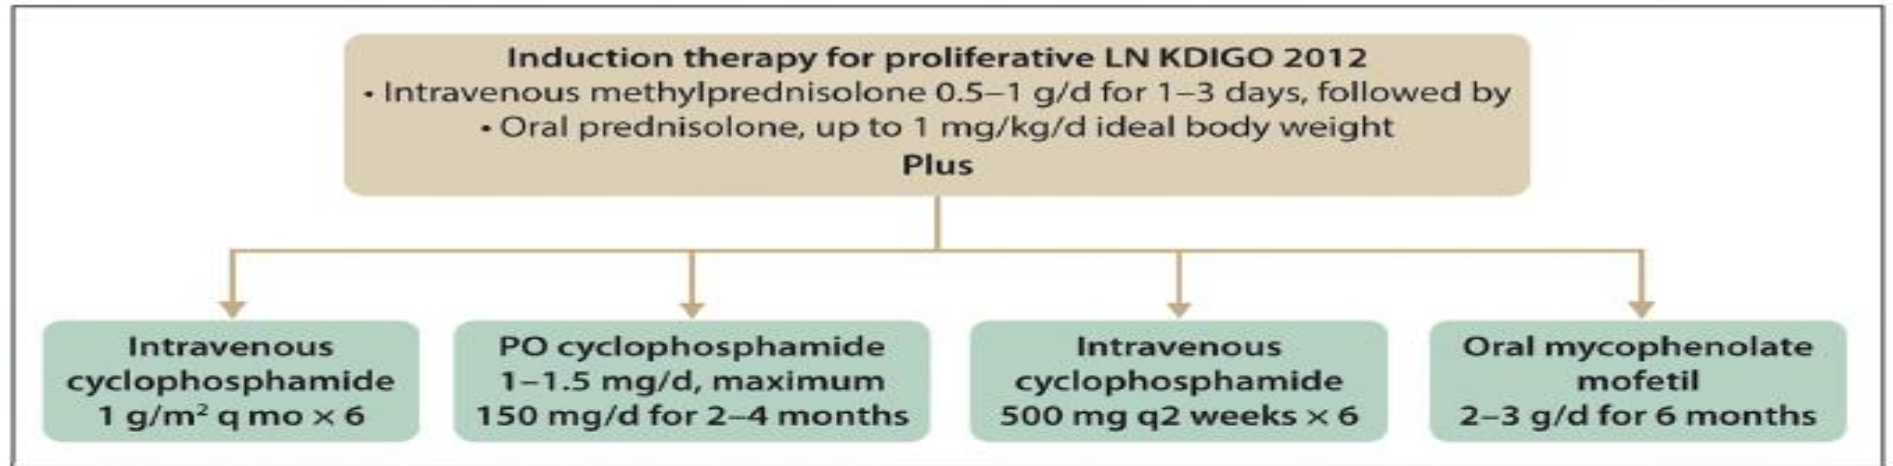 Induction therapy for proliferative LN KDIGO 2012
• Intravenous methylprednisolone 0.5–1 g/d for 1–3 days, followed by
• Oral prednisolone, up to 1 mg/kg/d ideal body weight
Plus
Intravenous
cyclophosphamide
1 g/m² q mo × 6
PO cyclophosphamide
1–1.5 mg/d, maximum
150 mg/d for 2–4 months
Intravenous
cyclophosphamide
500 mg q2 weeks × 6
Oral mycophenolate
mofetil
2–3 g/d for 6 months